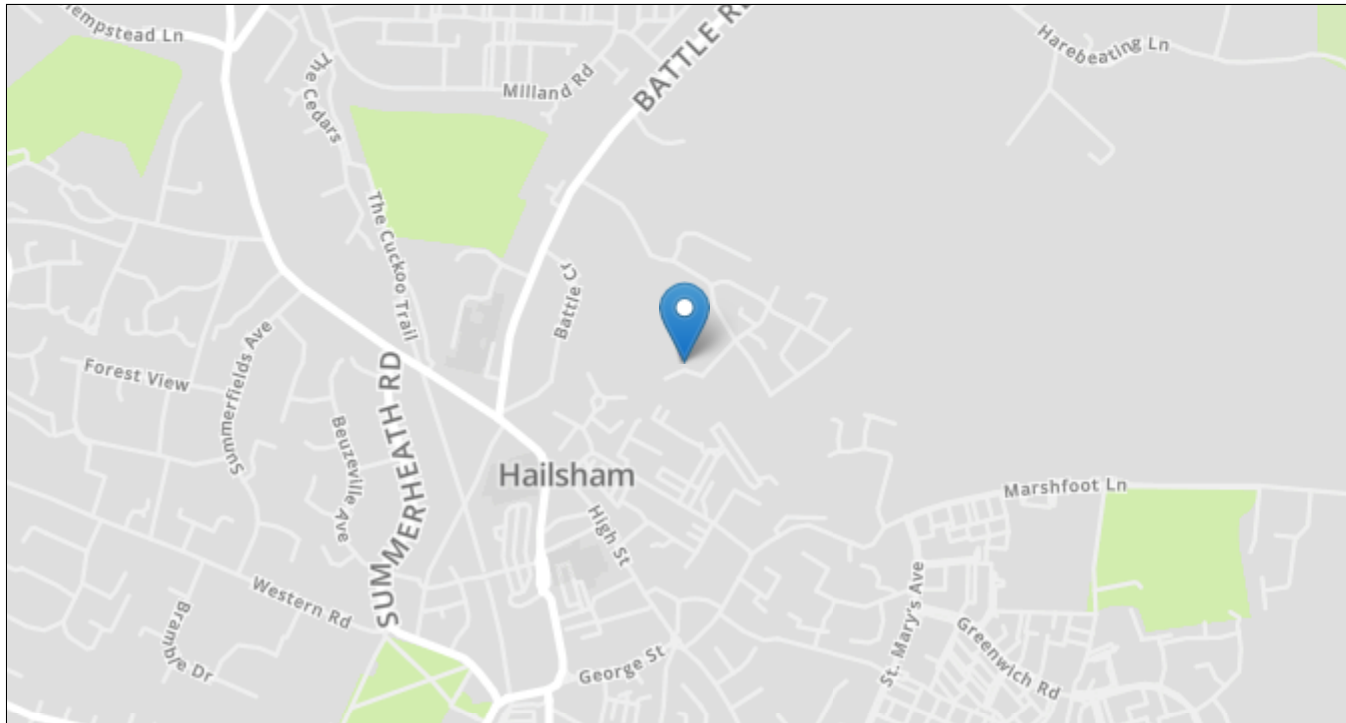 Hempstead Ln
BATTLE RD
Harebeating Ln
The Cedars
Milland Rd
The Cuckoo Trail
Battle Cr
Summerfields Ave
Forest View
SUMMERHEATH RD
Beuzeville Ave
Hailsham
Marshfoot Ln
High St
Western Rd
St. Mary's Ave
Bramble Dr
George St
Greenwich Rd